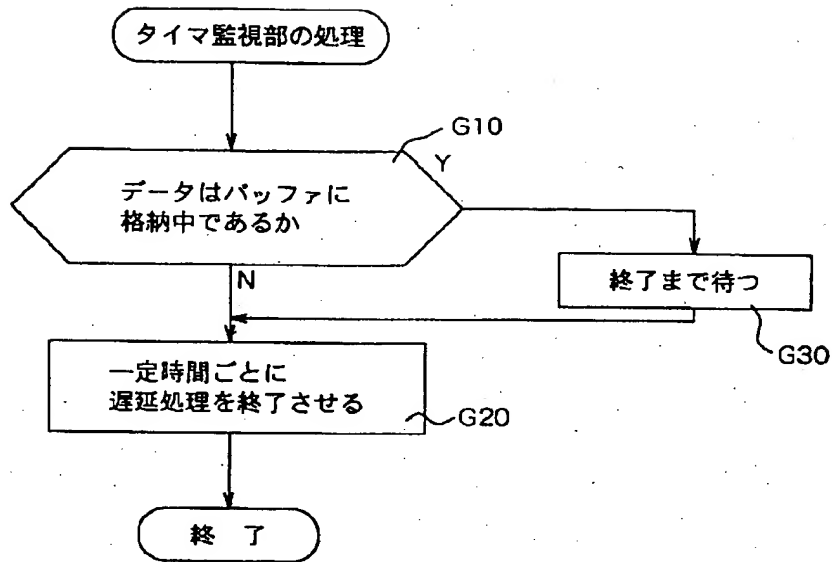 タイマ監視部の処理
G10
Y
データはバッファに
格納中であるか
N
終了まで待つ
G30
一定時間ごとに
遅延処理を終了させる
G20
終 了